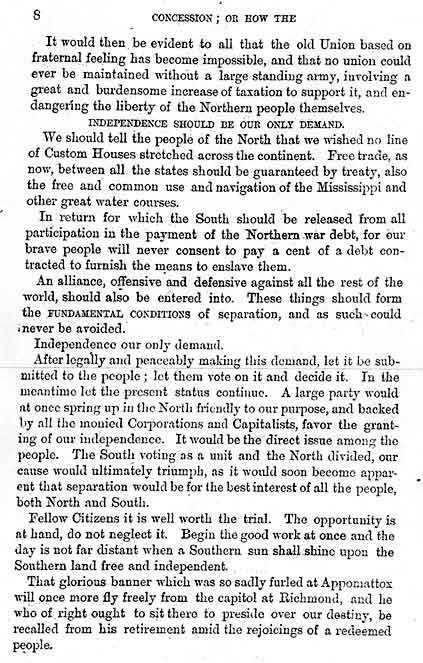 8 CONCESSION; OR HOW THE
It would then be evident to all that the old Union based on
fraternal feeling has become impossible, and that no union could
ever be maintained without a large standing army, involving a
great and burdensome increase of taxation to support it, and en-
dangering the liberty of the Northern people themselves.
INDEPENDENCE SHOULD BE OUR ONLY DEMAND.
We should tell the people of the North that we wished no line
of Custom Houses stretched across the continent. Free trade, as
now, between all the states should be guaranteed by treaty, also
the free and common use and navigation of the Mississippi and
other great water courses.
In return for which the South should be released from all
participation in the payment of the Northern war debt, for our
brave people will never consent to pay a cent of a debt con-
tracted to furnish the means to enslave them.
An alliance, offensive and defensive against all the rest of the
world, should also be entered into. These things should form
the FUNDAMENTAL CONDITIONS of separation, and as such could
never be avoided.
Independence our only demand.
After legally and peaceably making this demand, let it be sub-
mitted to the people; let them vote on it and decide it. In the
meantime let the present status continue. A large party would
at once spring up in the North friendly to our purpose, and backed
by all the monied Corporations and Capitalists, favor the grant-
ing of our independence. It would be the direct issue among the
people. The South voting as a unit and the North divided, our
cause would ultimately triumph, as it would soon become appar-
ent that separation would be for the best interest of all the people,
both North and South.
Fellow Citizens it is well worth the trial. The opportunity is
at hand, do not neglect it. Begin the good work at once and the
day is not far distant when a Southern sun shall shine upon the
Southern land free and independent.
That glorious banner which was so sadly furled at Appomattox
will once more fly freely from the capitol at Richmond, and he
who of right ought to sit there to preside over our destiny, be
recalled from his retirement amid the rejoicings of a redeemed
people.